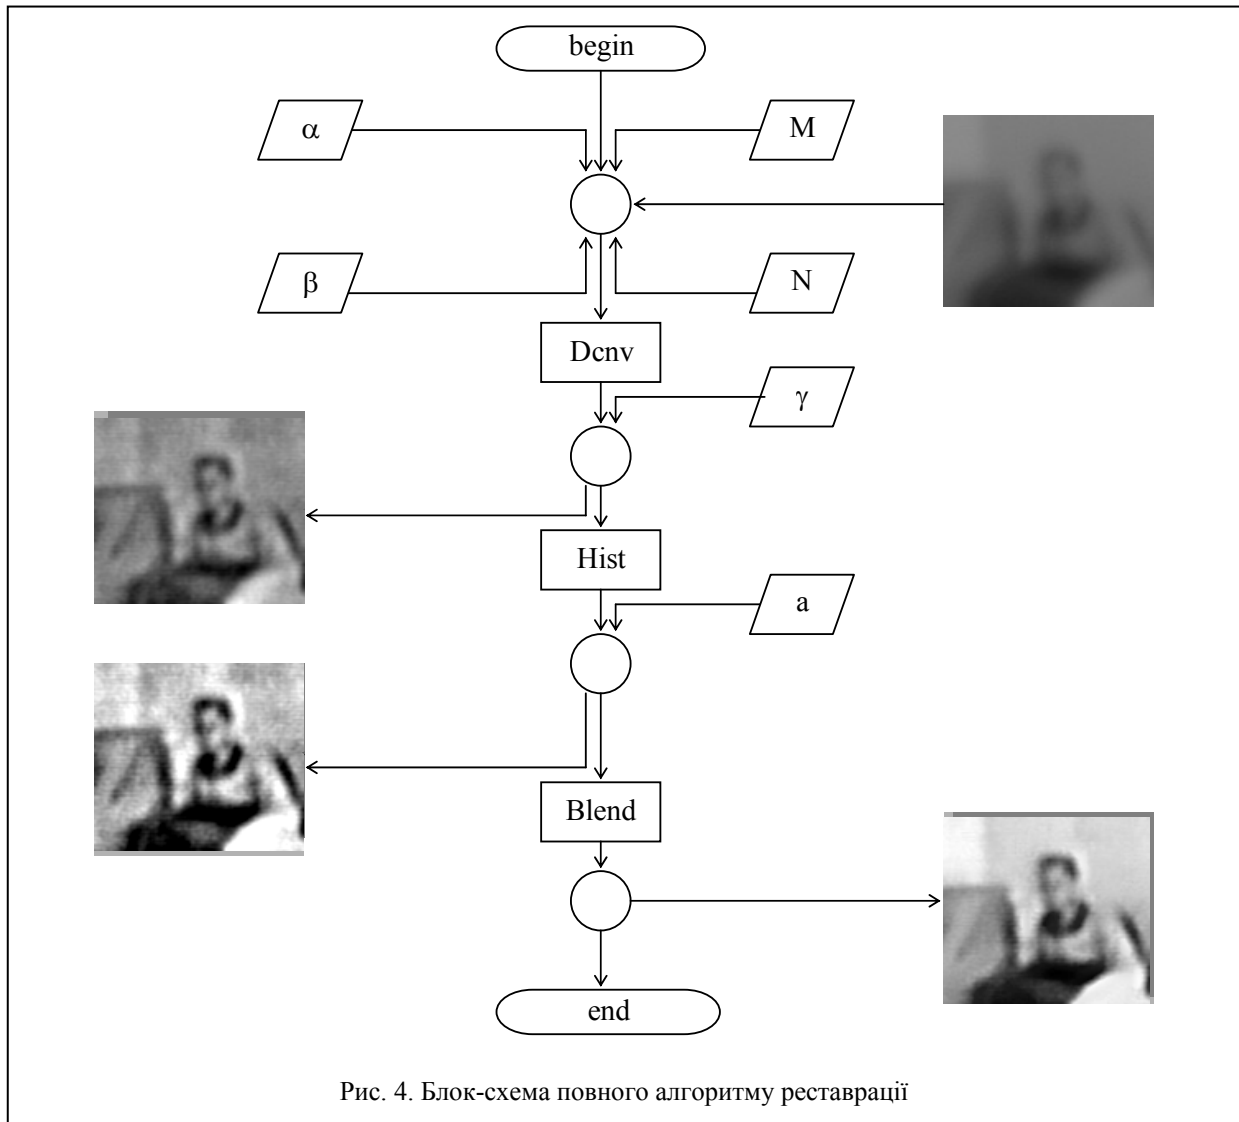 begin
α
M
β
N
Dcnv
γ
Hist
a
Blend
end
Рис. 4. Блок-схема повного алгоритму реставрації